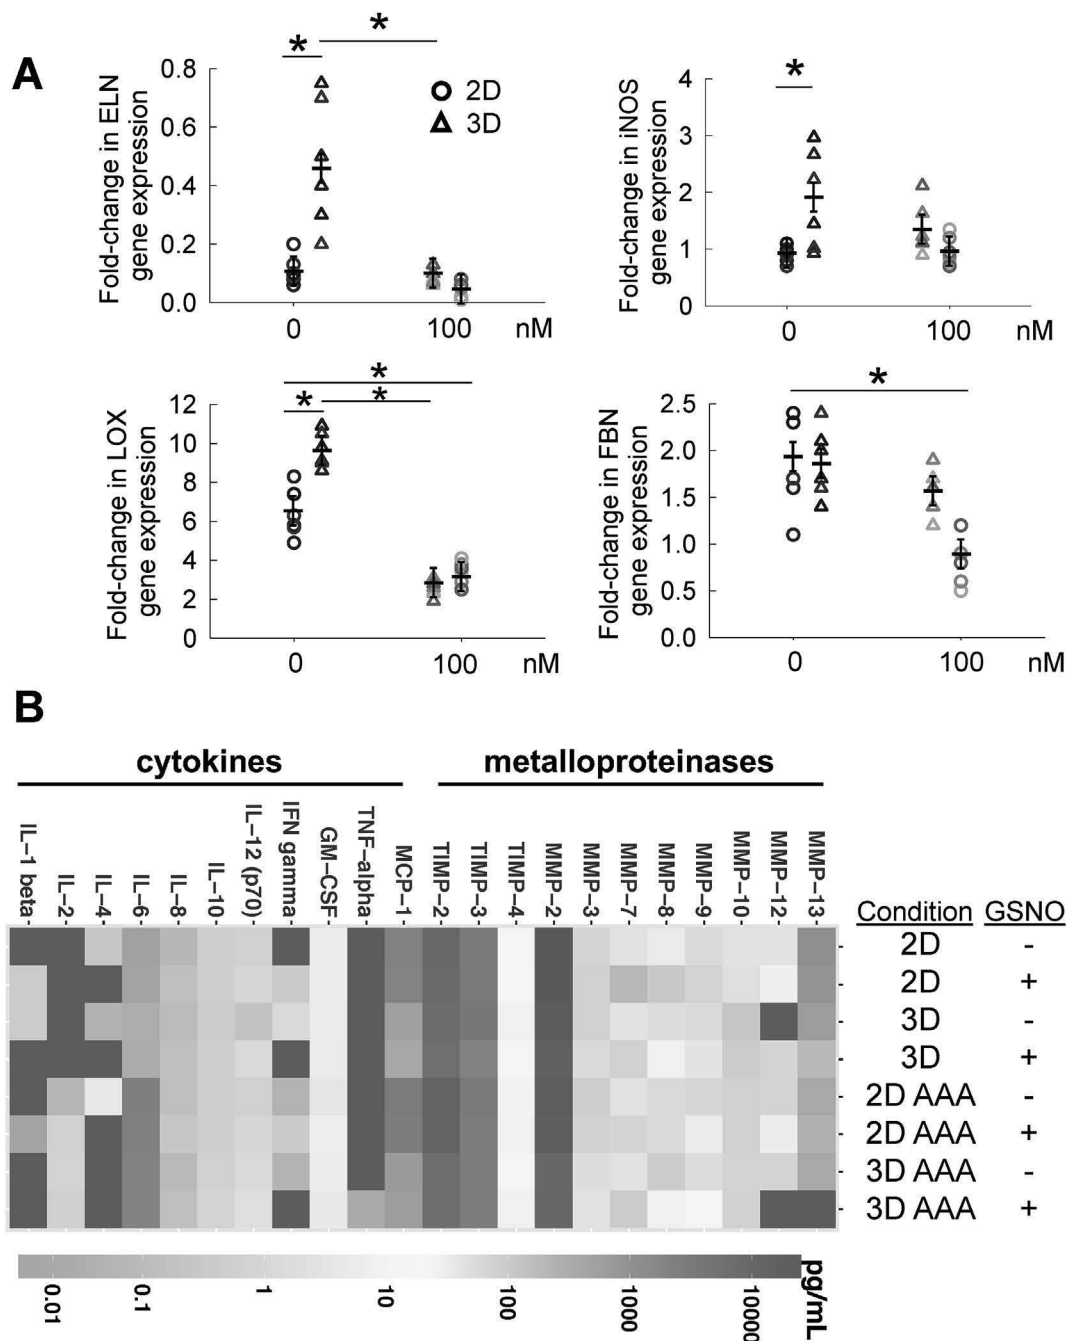 A
*
*
0.8
0.6
0.4
0.2
0.0
Fold-change in ELN
gene expression
2D
3D
0
100
nM
*
4
3
2
1
0
Fold-change in iNOS
gene expression
0
100
nM
*
*
*
12
10
8
6
4
2
0
Fold-change in LOX
gene expression
0
100
nM
*
2.5
2.0
1.5
1.0
0.5
0.0
Fold-change in FBN
gene expression
0
100
nM
B
cytokines
metalloproteinases
IL–1 beta-
IL–2-
IL–4-
IL–6-
IL–8-
IL–10-
IL–12 (p70)-
IFN gamma-
GM–CSF-
TNF–alpha-
MCP–1-
TIMP–2-
TIMP–3-
TIMP–4-
MMP–2-
MMP–3-
MMP–7-
MMP–8-
MMP–9-
MMP–10-
MMP–12-
MMP–13-
Condition GSNO
2D -
2D +
3D -
3D +
2D AAA -
2D AAA +
3D AAA -
3D AAA +
0.01
0.1
1
10
100
1000
10000
pg/mL